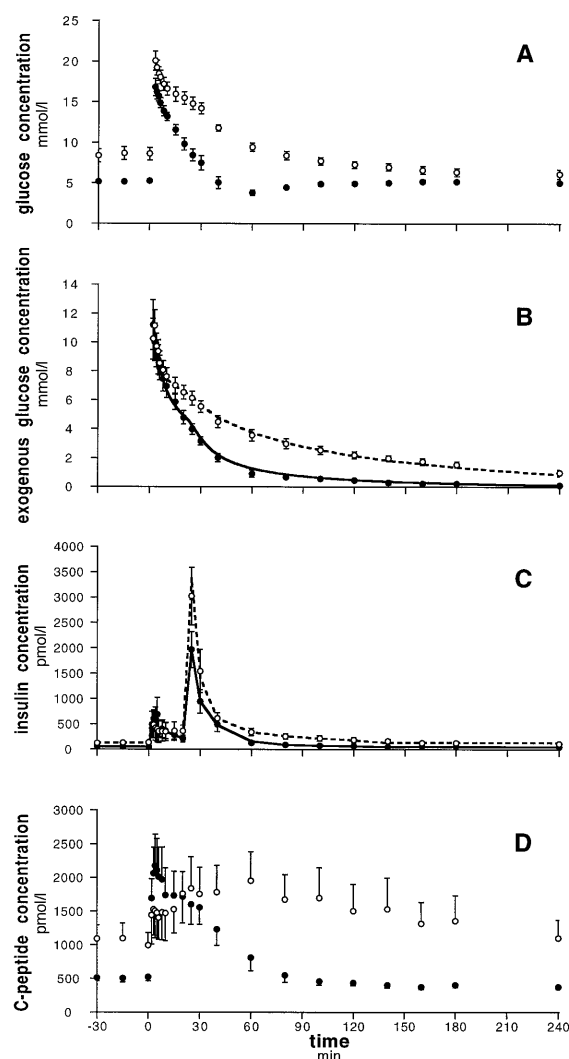 A
glucose concentration
mmol/l
25
20
15
10
5
0
B
exogenous glucose concentration
mmol/l
14
12
10
8
6
4
2
0
C
insulin concentration
pmol/l
4000
3500
3000
2500
2000
1500
1000
500
0
D
C-peptide concentration
pmol/l
3000
2500
2000
1500
1000
500
0
-30 0 30 60 90 120 150 180 210 240
time
min